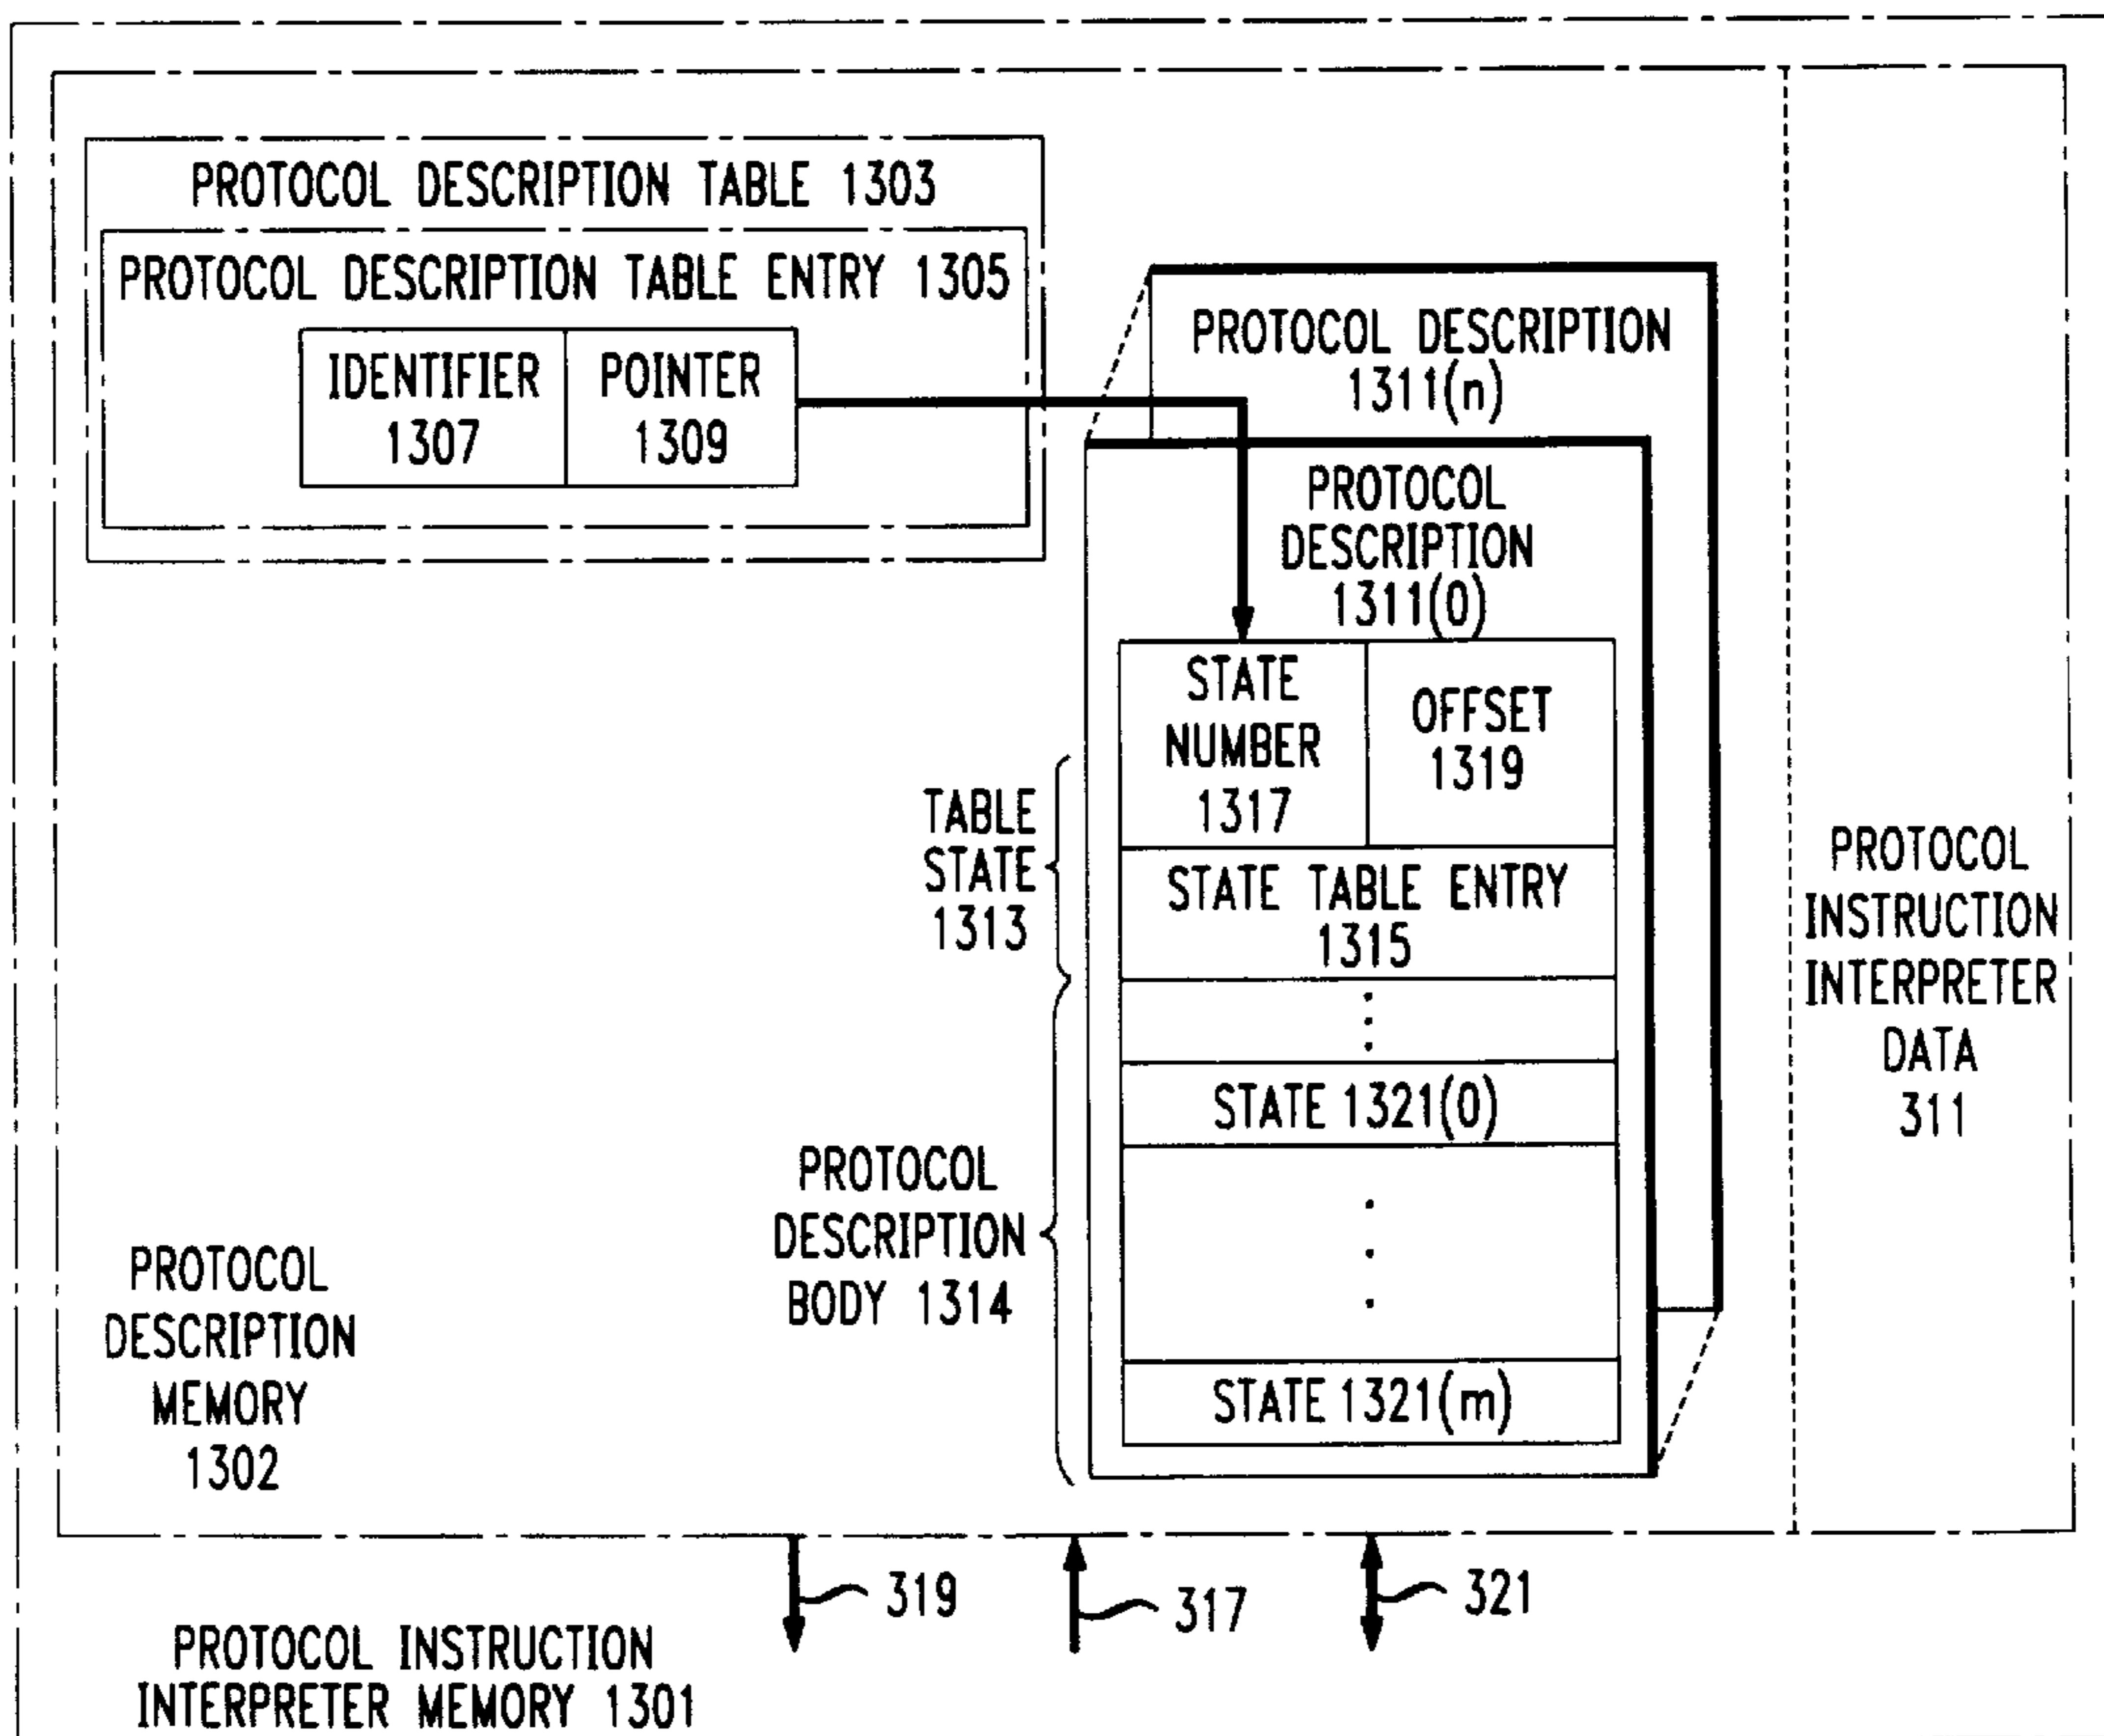 PROTOCOL DESCRIPTION TABLE 1303
PROTOCOL DESCRIPTION TABLE ENTRY 1305
IDENTIFIER
1307
POINTER
1309
PROTOCOL DESCRIPTION
1311(n)
PROTOCOL
DESCRIPTION
1311(0)
STATE
NUMBER
1317
OFFSET
1319
TABLE
STATE
1313
STATE TABLE ENTRY
1315
STATE 1321(0)
PROTOCOL
DESCRIPTION
BODY 1314
STATE 1321(m)
PROTOCOL
INSTRUCTION
INTERPRETER
DATA
311
PROTOCOL
DESCRIPTION
MEMORY
1302
319
317
321
PROTOCOL INSTRUCTION
INTERPRETER MEMORY 1301